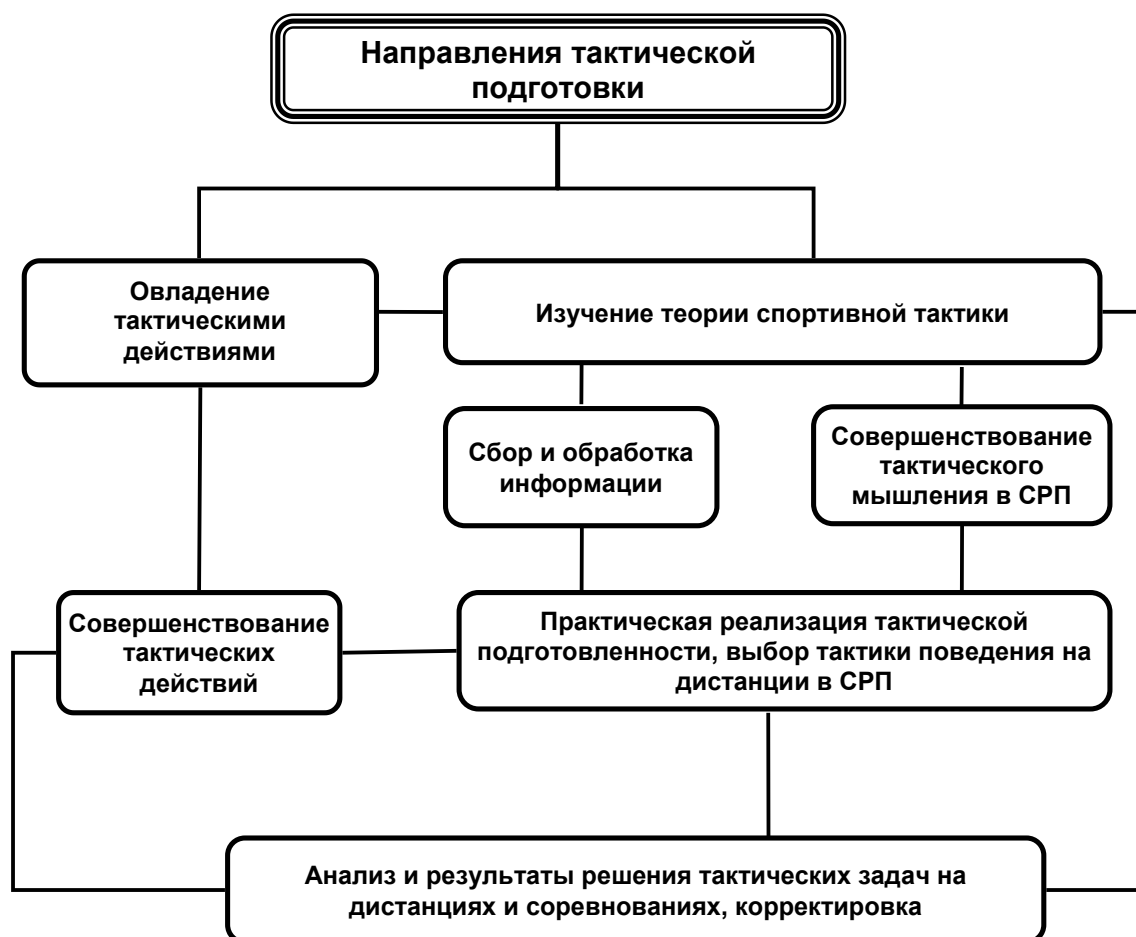 Направления тактической
подготовки
Овладение
тактическими
действиями
Изучение теории спортивной тактики
Сбор и обработка
информации
Совершенствование
тактического
мышления в СРП
Совершенствование
тактических
действий
Практическая реализация тактической
подготовленности, выбор тактики поведения на
дистанции в СРП
Анализ и результаты решения тактических задач на
дистанциях и соревнованиях, корректировка